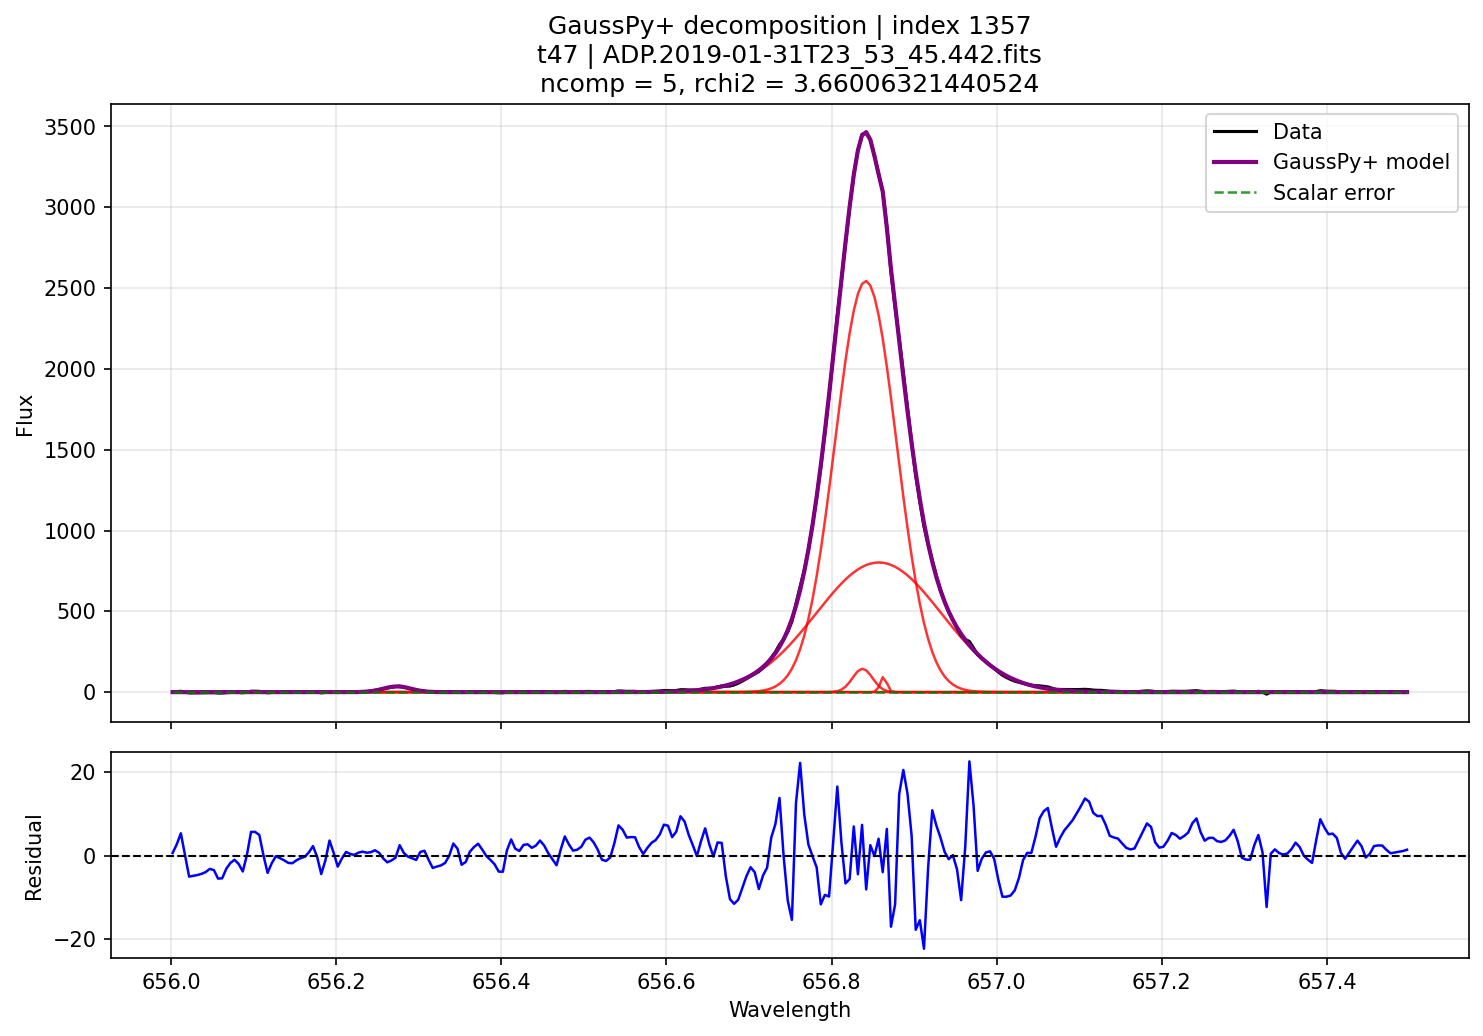 GaussPy+ decomposition | index 1357
t47 | ADP.2019-01-31T23_53_45.442.fits
ncomp = 5, rchi2 = 3.66006321440524
Data
GaussPy+ model
Scalar error
Flux
3500
3000
2500
2000
1500
1000
500
0
Residual
20
0
−20
656.0 656.2 656.4 656.6 656.8 657.0 657.2 657.4
Wavelength